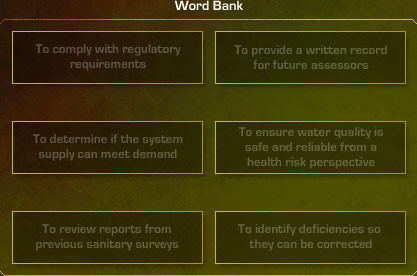 Word Bank
To comply with regulatory
requirements
To provide a written record
for future assessors
To determine if the system
supply can meet demand
To ensure water quality is
safe and reliable from a
health risk perspective
To review reports from
previous sanitary surveys
To identify deficiencies so
they can be corrected